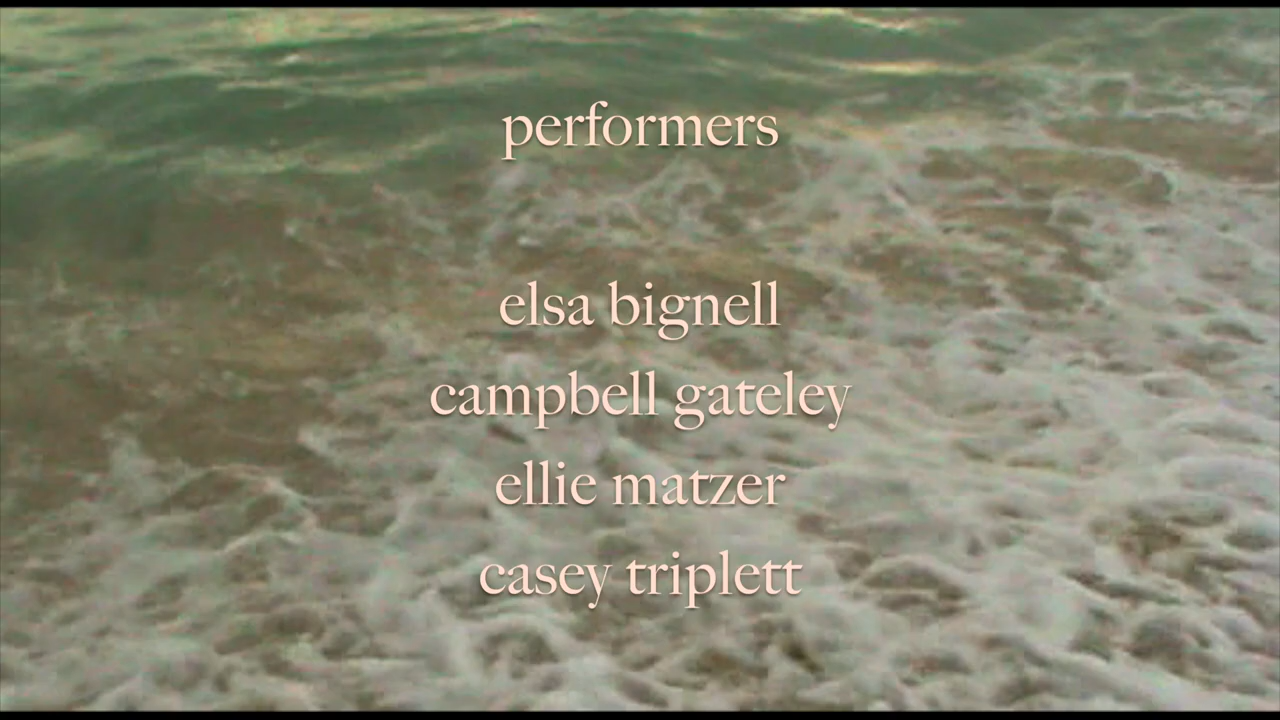 performers
elsa bignell
campbell gateley
ellie matzer
casey triplett